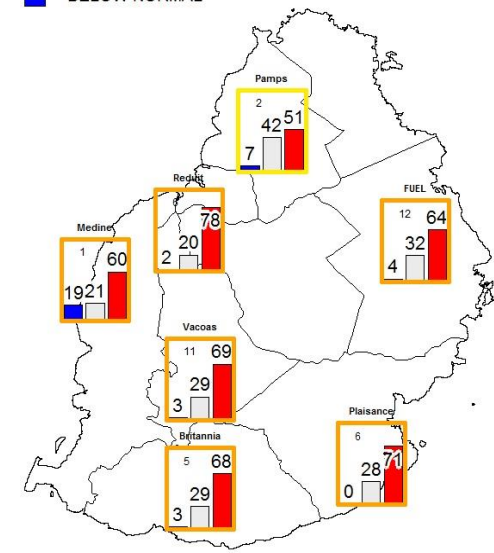 BELOW NORMAL
Pamps
2
7 42 51
Reduit
2 20 78
FUEL
12
4 32 64
Medine
1
19 21 60
Vacoas
11
3 29 69
Plaisance
6
0 28 71
Britannia
5
3 29 68